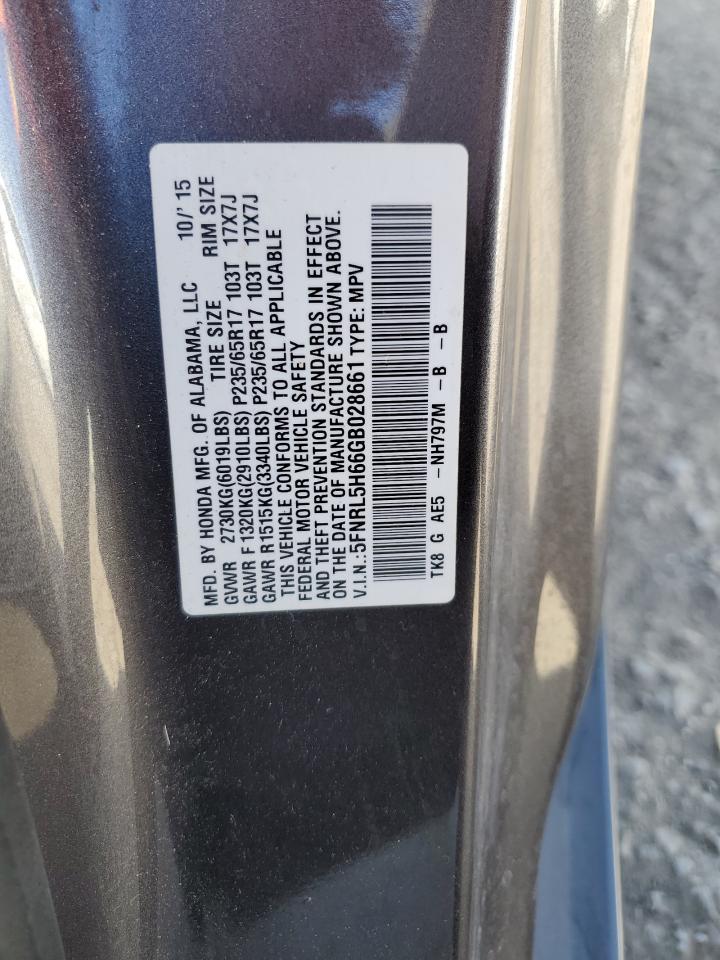 MFD. BY HONDA MFG. OF ALABAMA, LLC 10/'15
GVWR 2730KG(6019LBS) TIRE SIZE RIM SIZE
GAWR F 1320KG(2910LBS) P235/65R17 103T 17X7J
GAWR R 1515KG(3340LBS) P235/65R17 103T 17X7J
THIS VEHICLE CONFORMS TO ALL APPLICABLE
FEDERAL MOTOR VEHICLE SAFETY
AND THEFT PREVENTION STANDARDS IN EFFECT
ON THE DATE OF MANUFACTURE SHOWN ABOVE.
V.I.N.:5FNRL5H66GB028661 TYPE: MPV
TK8 G AE5 -NH797M -B -B